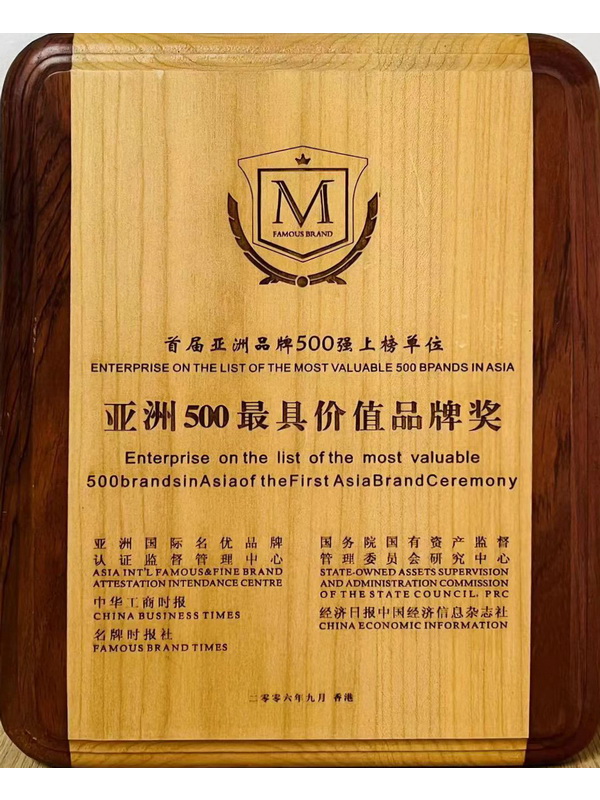 M
FAMOUS BRAND
首届亚洲品牌500强上榜单位
ENTERPRISE ON THE LIST OF THE MOST VALUABLE 500 BPANDS IN ASIA
亚洲500最具价值品牌奖
Enterprise on the list of the most valuable
500brandsinAsiaof theFirst AsiaBrandCeremony
亚洲国际名优品牌
认证监督管理中心
ASIA INT'L FAMOUS&FINE BRAND
ATTESTATION INTENDANCE CENTRE
中华工商时报
CHINA BUSINESS TIMES
名牌时报社
FAMOUS BRAND TIMES
国务院国有资产监督
管理委员会研究中心
STATE-OWNED ASSETS SUPERVISION
AND ADMINISTRATION COMMISSION
OF THE STATE COUNCIL, PRC
经济日报中国经济信息杂志社
CHINA ECONOMIC INFORMATION
二零零六年九月 香港